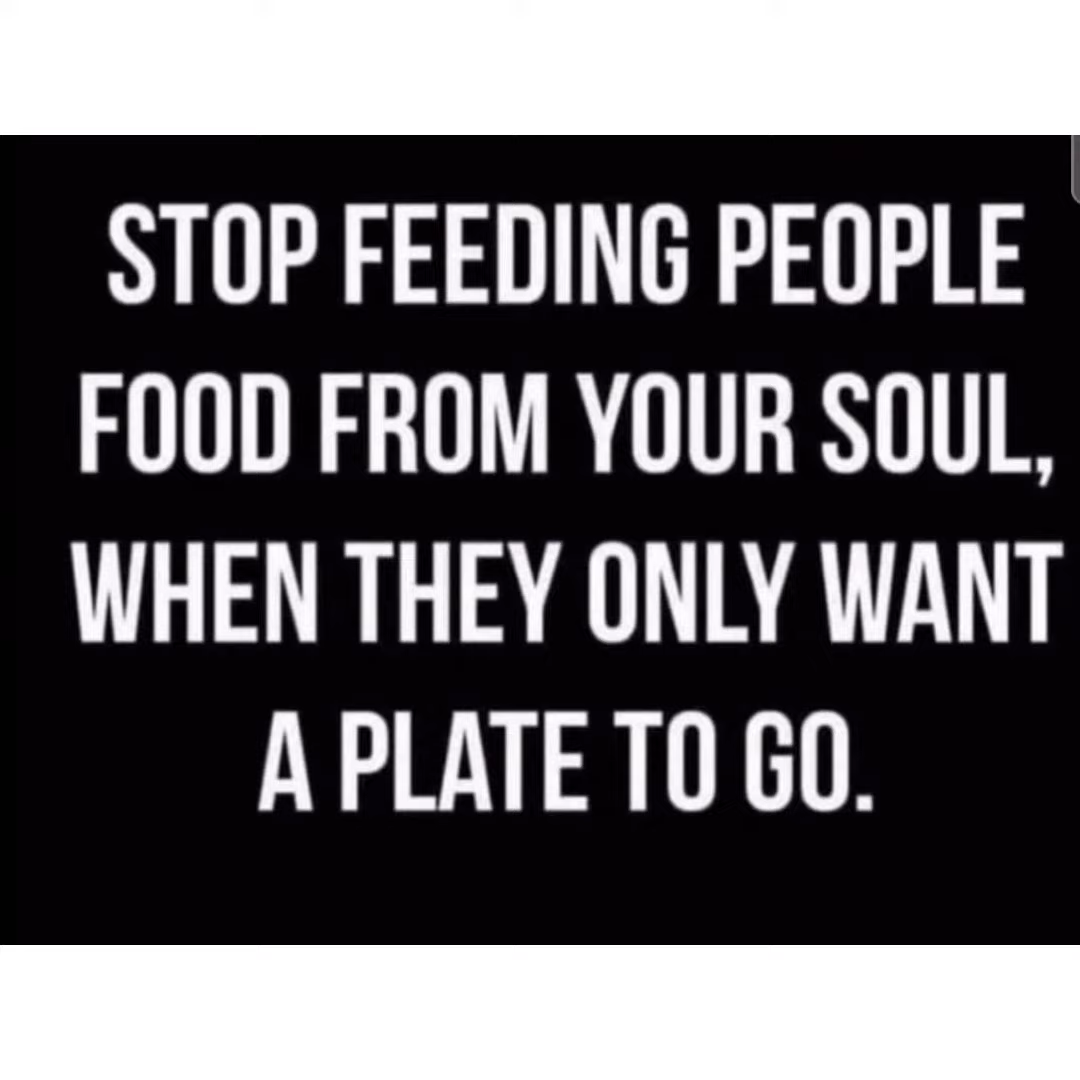 STOP FEEDING PEOPLE
FOOD FROM YOUR SOUL,
WHEN THEY ONLY WANT
A PLATE TO GO.